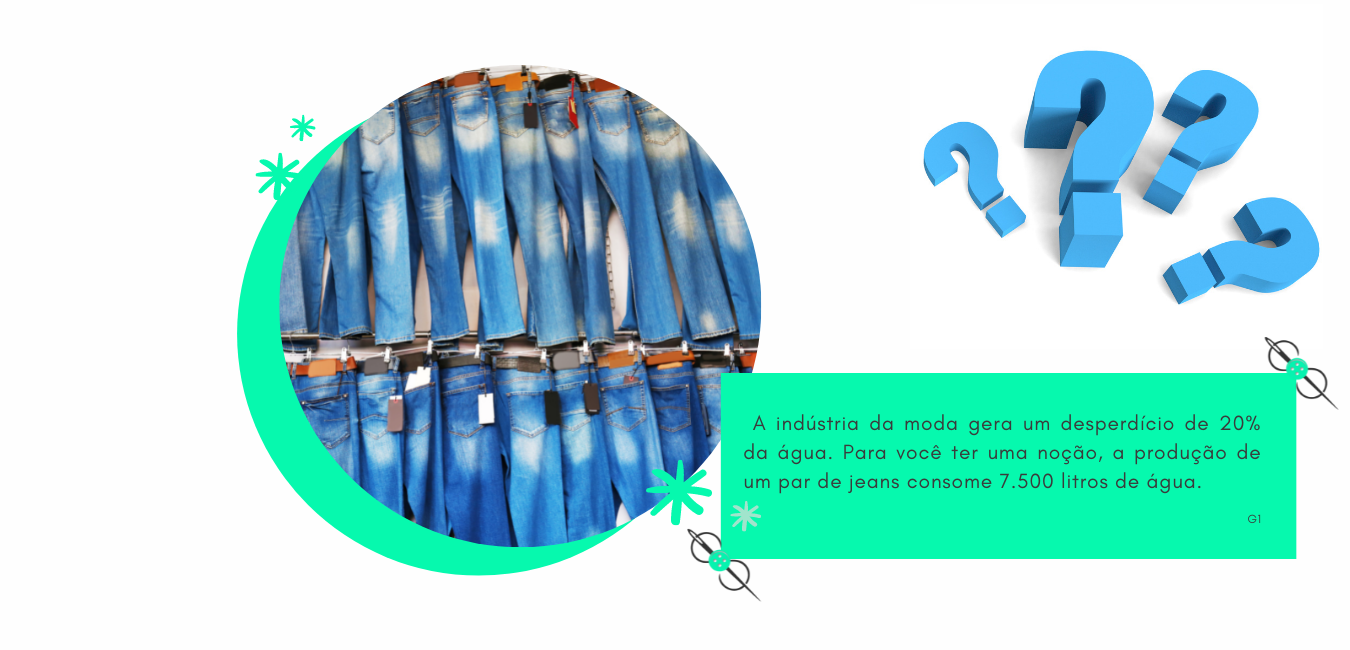 A indústria da moda gera um desperdício de 20%
da água. Para você ter uma noção, a produção de
um par de jeans consome 7.500 litros de água.
G1